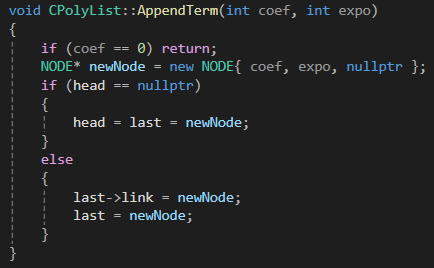 void CPolyList::AppendTerm(int coef, int expo)
{
    if (coef == 0) return;
    NODE* newNode = new NODE{ coef, expo, nullptr };
    if (head == nullptr)
    {
        head = last = newNode;
    }
    else
    {
        last->link = newNode;
        last = newNode;
    }
}